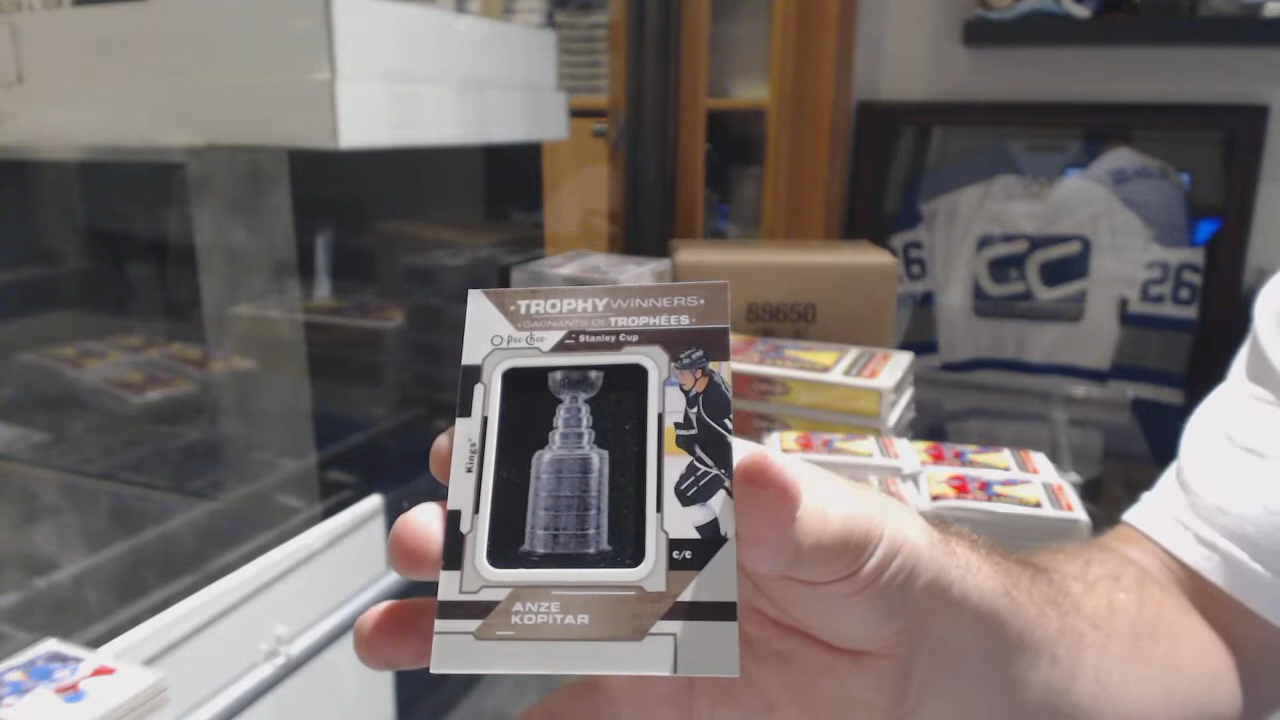 •TROPHY WINNERS•
•GAGNANTS DE TROPHÉES•
O-Pee-Chee
Stanley Cup
Kings
C/C
ANZE
KOPITAR
88650
CC
26
26